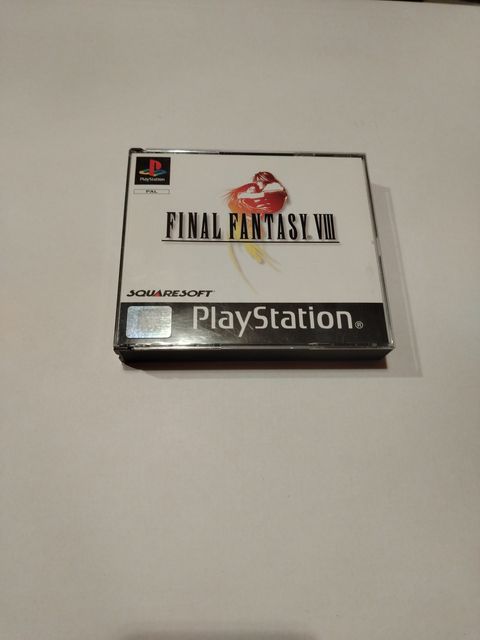 PlayStation
PAL
FINAL FANTASY VIII
SQUARESOFT
PlayStation®